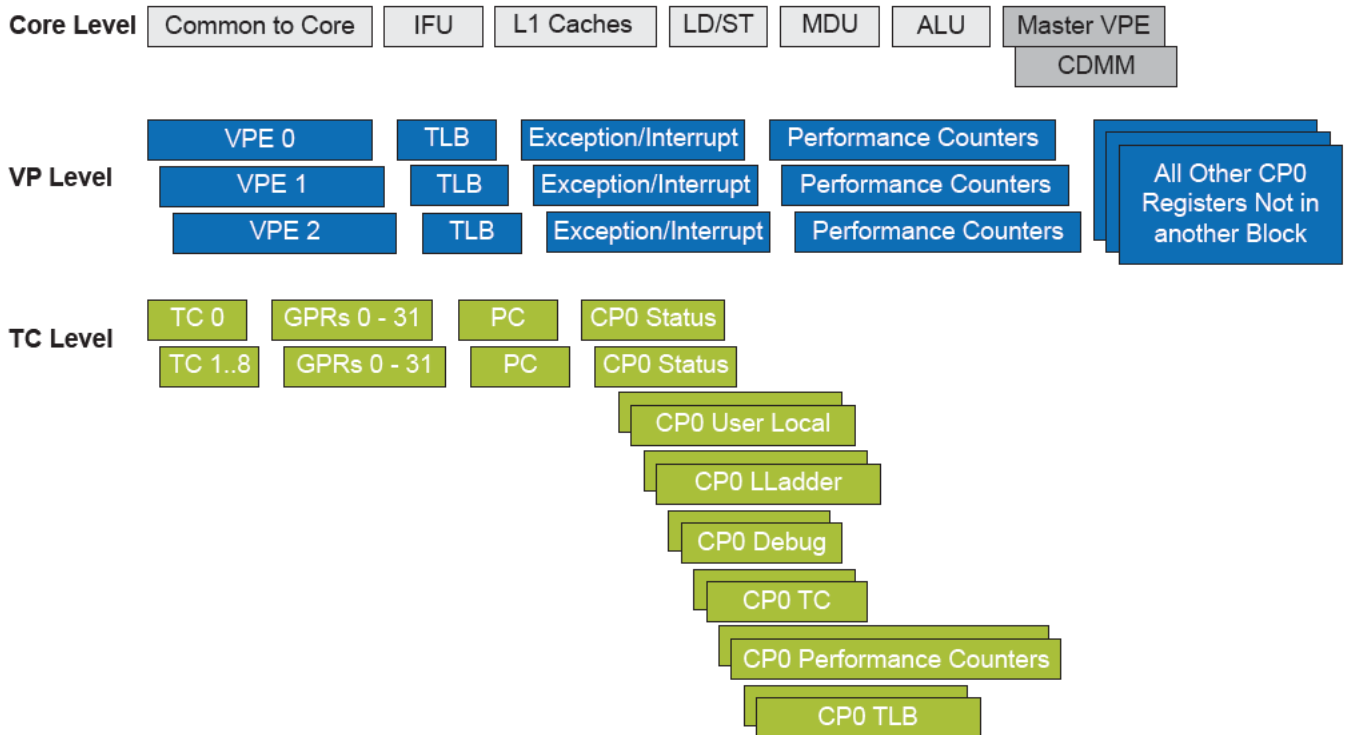 Core Level Common to Core IFU L1 Caches LD/ST MDU ALU Master VPE
CDMM
VPE 0 TLB Exception/Interrupt Performance Counters
VP Level VPE 1 TLB Exception/Interrupt Performance Counters
VPE 2 TLB Exception/Interrupt Performance Counters
All Other CP0
Registers Not in
another Block
TC Level
TC 0 GPRs 0 - 31 PC CP0 Status
TC 1..8 GPRs 0 - 31 PC CP0 Status
CP0 User Local
CP0 LLadder
CP0 Debug
CP0 TC
CP0 Performance Counters
CP0 TLB